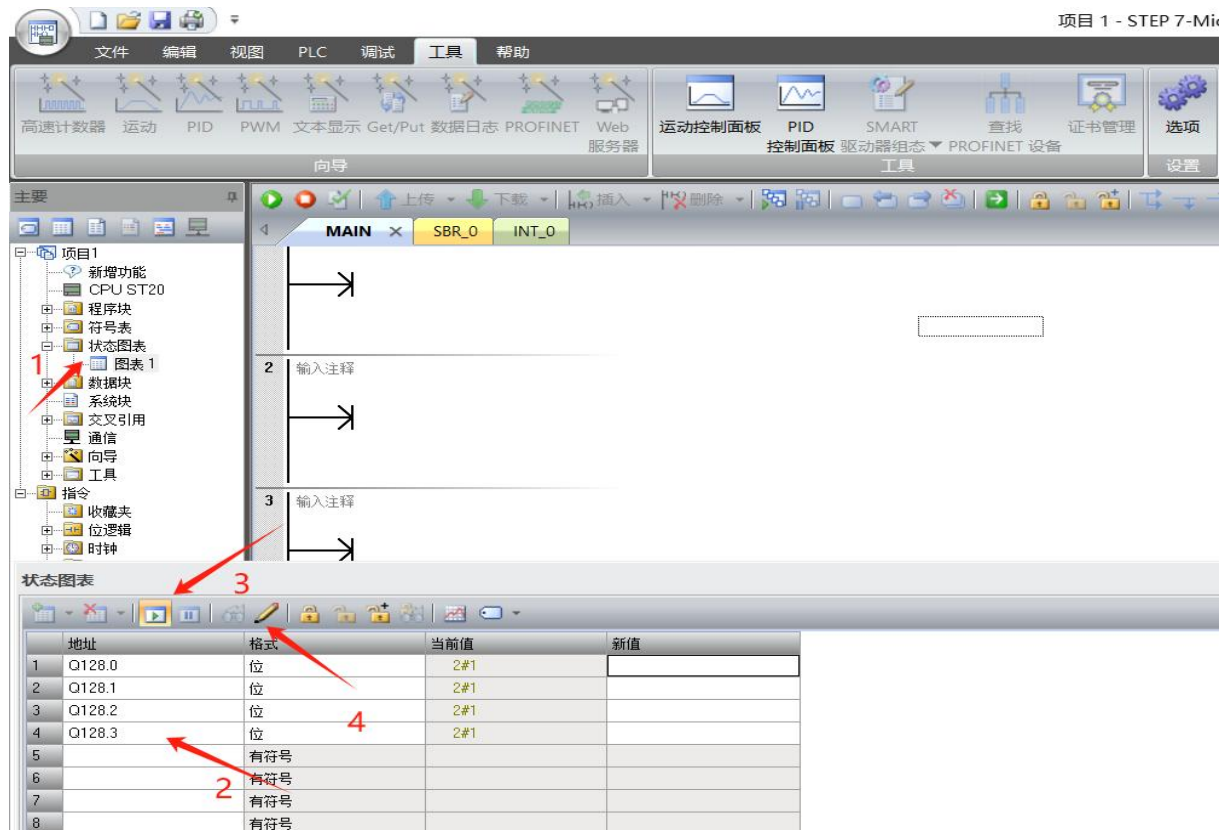 项目 1 - STEP 7-Mic
文件 编辑 视图 PLC 调试 工具 帮助
高速计数器 运动 PID PWM 文本显示 Get/Put 数据日志 PROFINET Web 服务器
向导
运动控制面板 PID 控制面板 SMART 驱动器组态 查找 PROFINET 设备 证书管理
工具
选项
设置
主要
上传 下载 插入 删除
MAIN SBR_0 INT_0
项目1
新增功能
CPU ST20
程序块
符号表
状态图表
图表 1
数据块
系统块
交叉引用
通信
向导
工具
指令
收藏夹
位逻辑
时钟
1
2 输入注释
3 输入注释
3
状态图表
地址 格式 当前值 新值
1 Q128.0 位 2#1
2 Q128.1 位 2#1
3 Q128.2 位 2#1
4 Q128.3 位 2#1
5 有符号
6 有符号
7 有符号
8 有符号
4
2